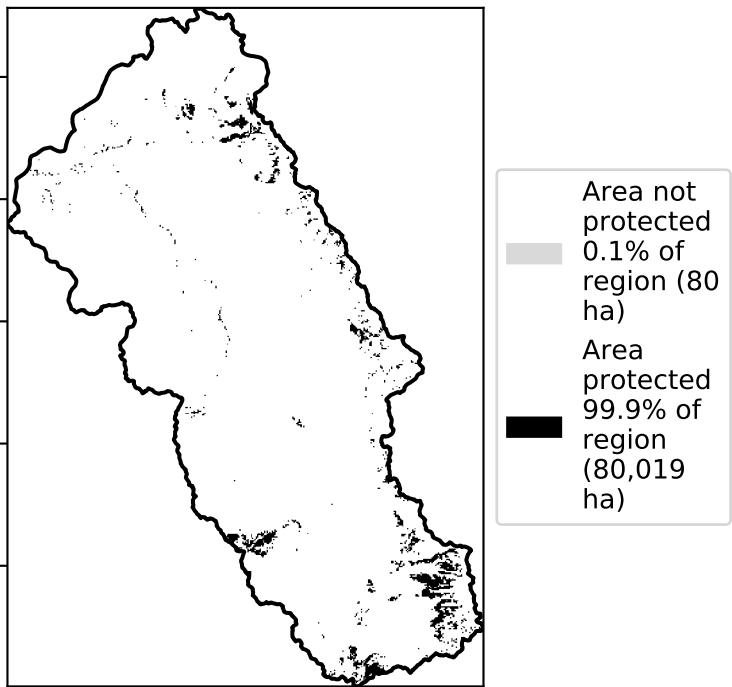 Area not
protected
0.1% of
region (80
ha)
Area
protected
99.9% of
region
(80,019
ha)